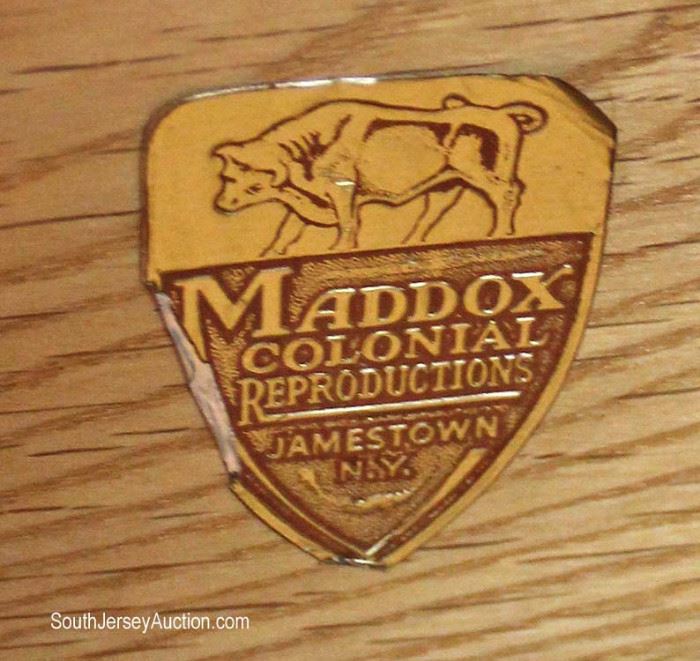 MADDOX
COLONIAL
REPRODUCTIONS
JAMESTOWN
N.Y.
SouthJerseyAuction.com